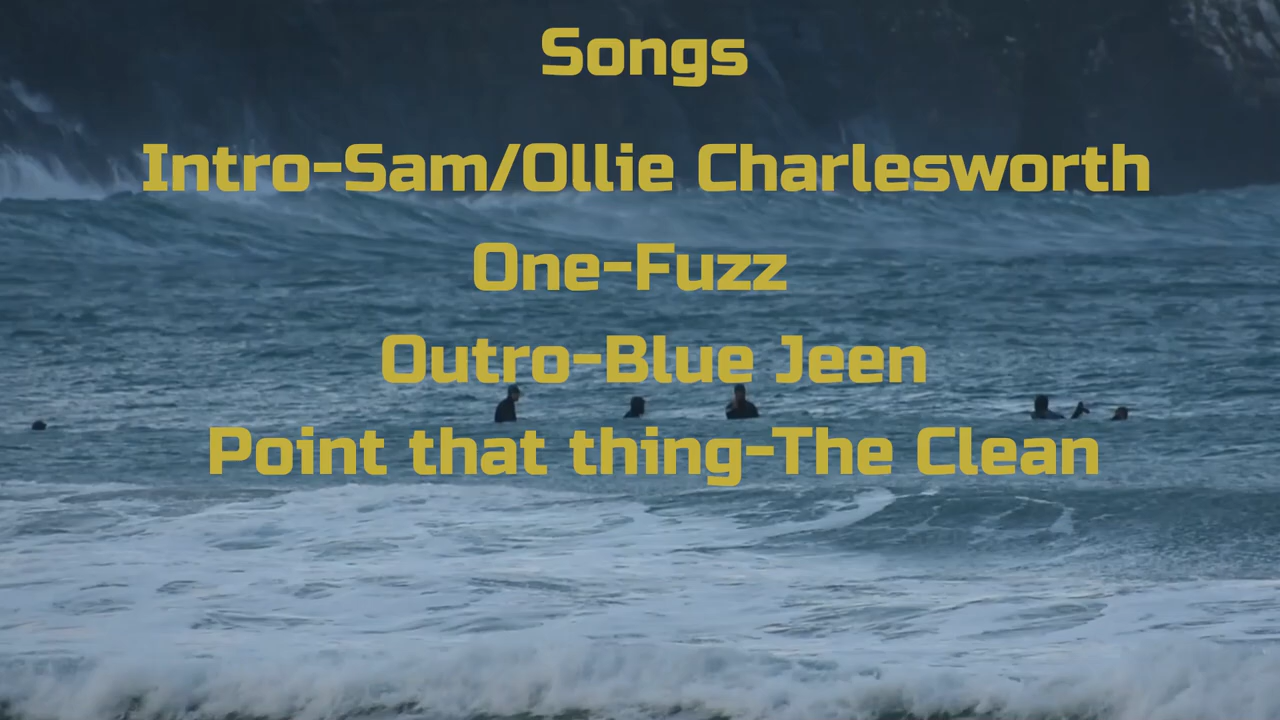 Songs
Intro-Sam/Ollie Charlesworth
One-Fuzz
Outro-Blue Jeen
Point that thing-The Clean